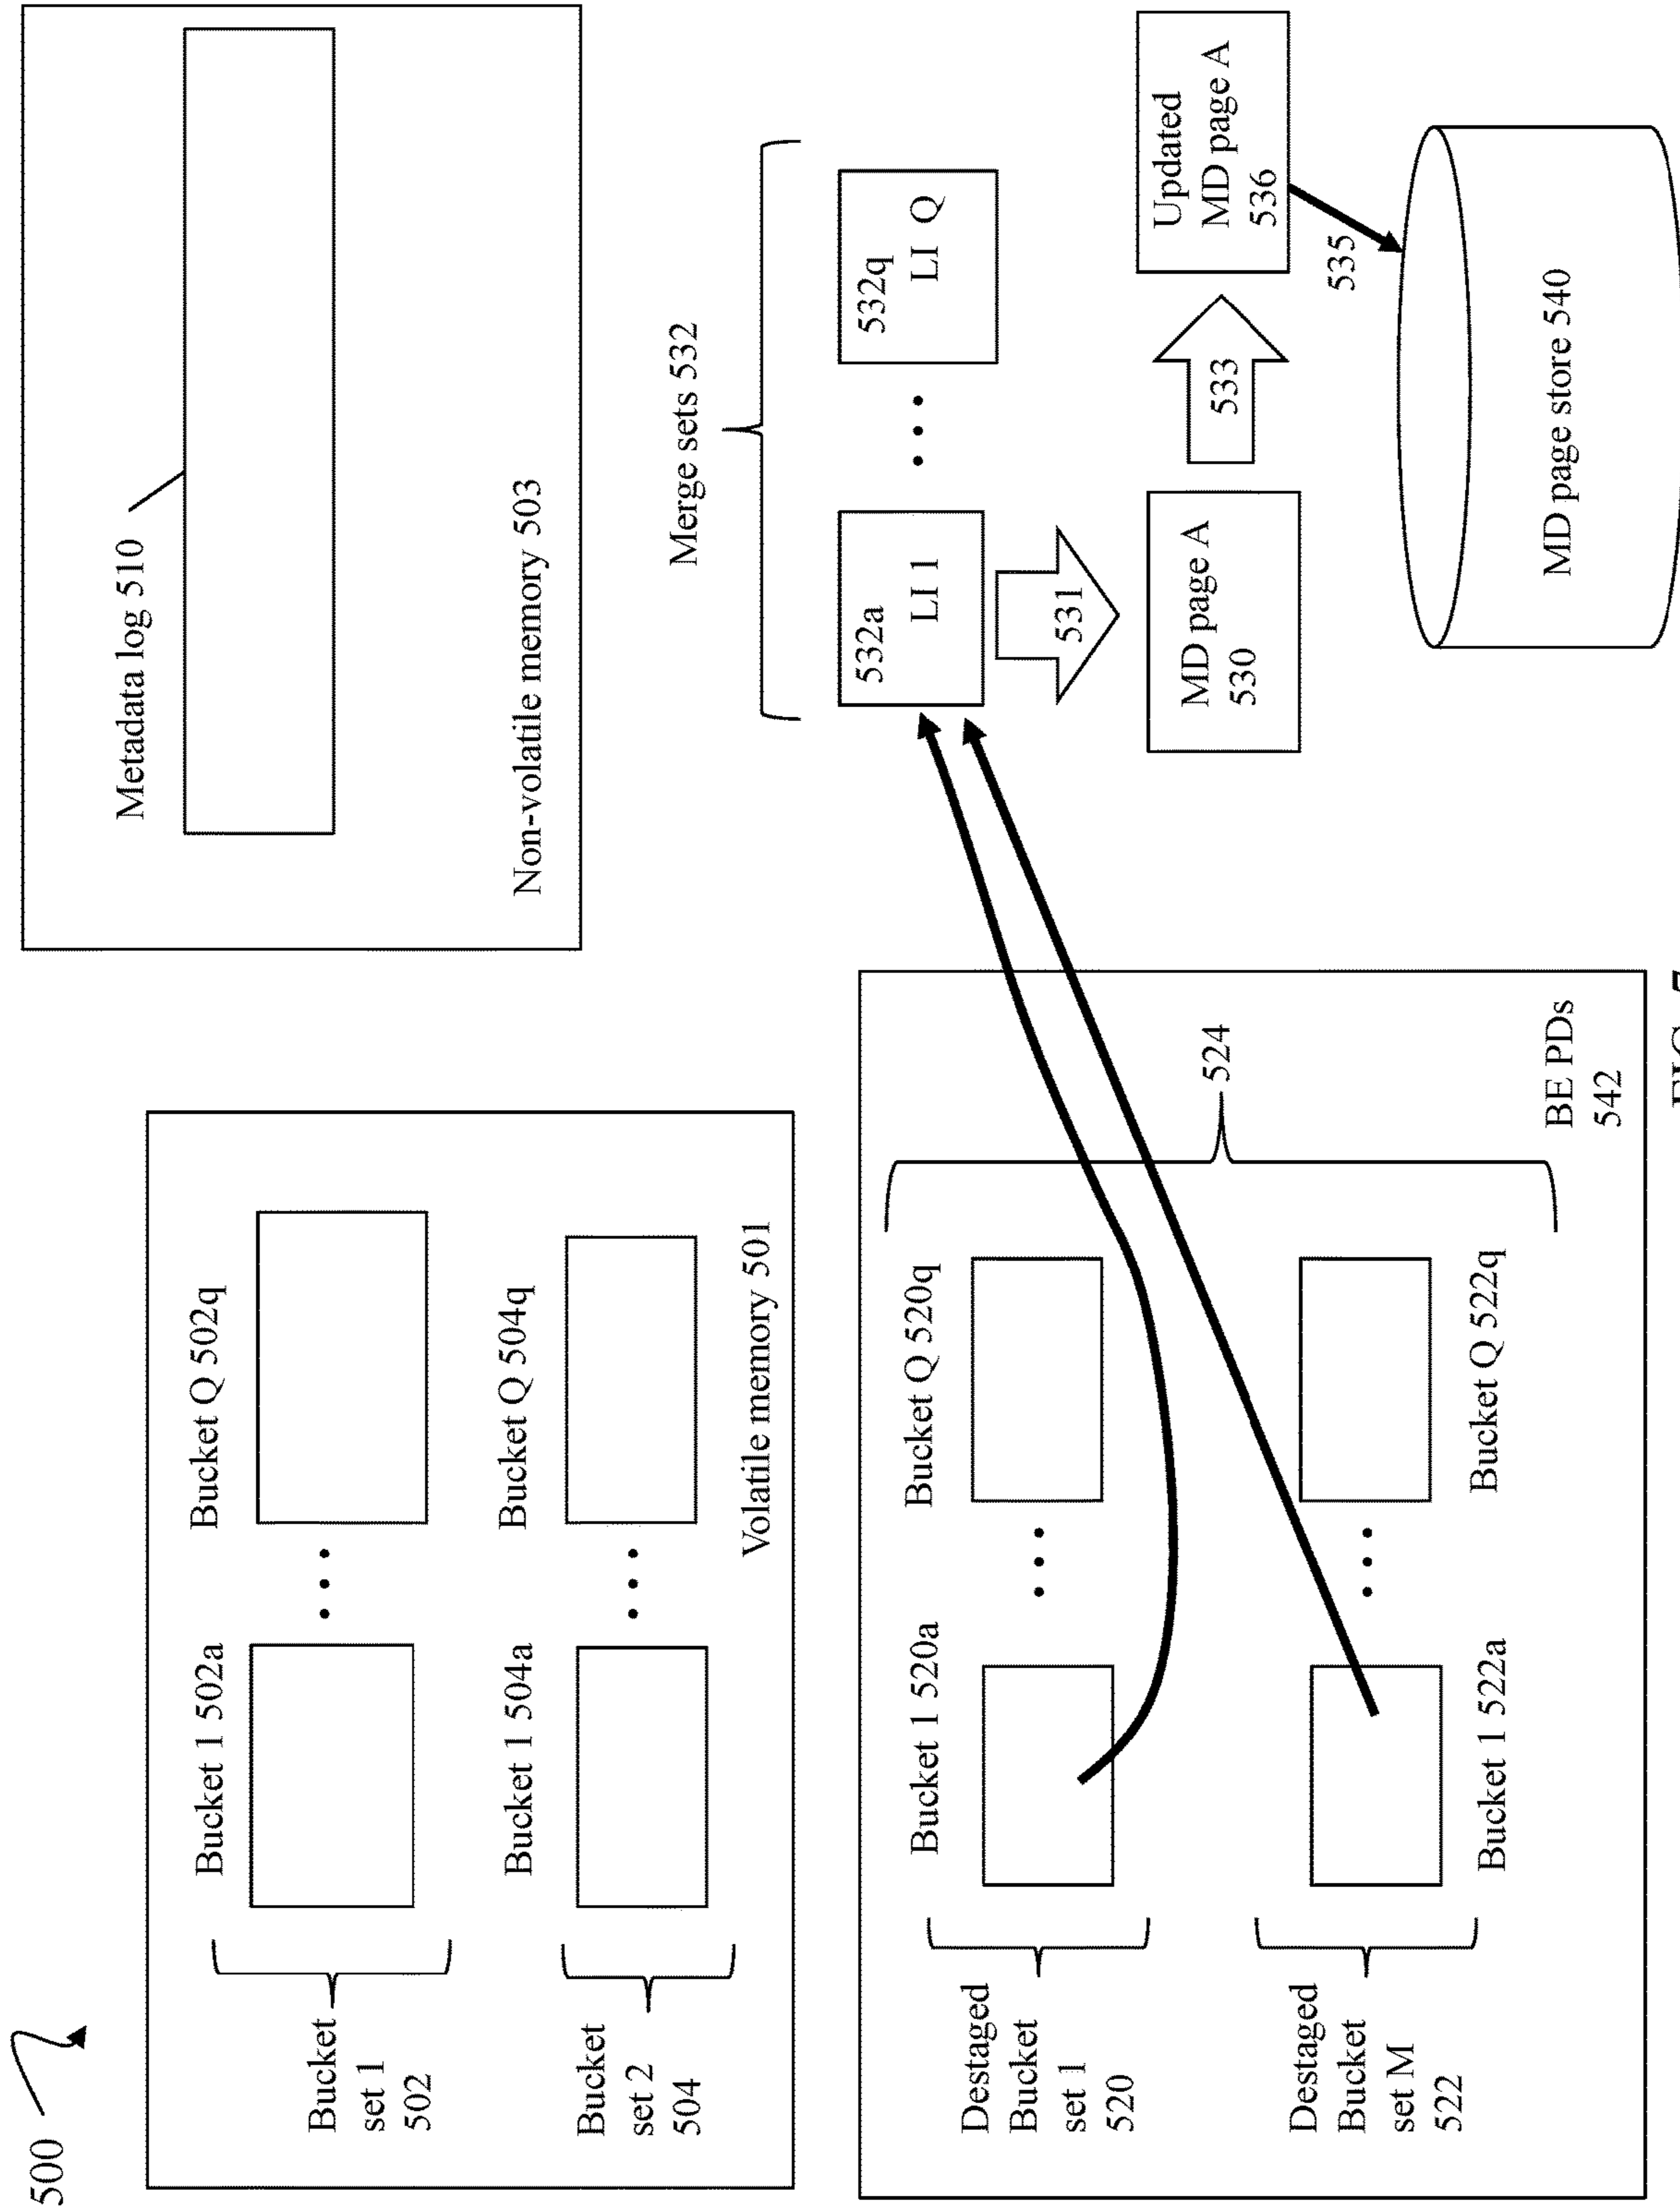 500
Bucket 1 502a
Bucket Q 502q
Bucket
set 1
502
Bucket 1 504a
Bucket Q 504q
Bucket
set 2
504
Volatile memory 501
Metadata log 510
Non-volatile memory 503
Bucket 1 520a
Bucket Q 520q
Destaged
Bucket
set 1
520
524
Destaged
Bucket
set M
522
Bucket 1 522a
Bucket Q 522q
BE PDs
542
Merge sets 532
532a
LI 1
532q
LI Q
531
MD page A
530
533
Updated
MD page A
536
535
MD page store 540